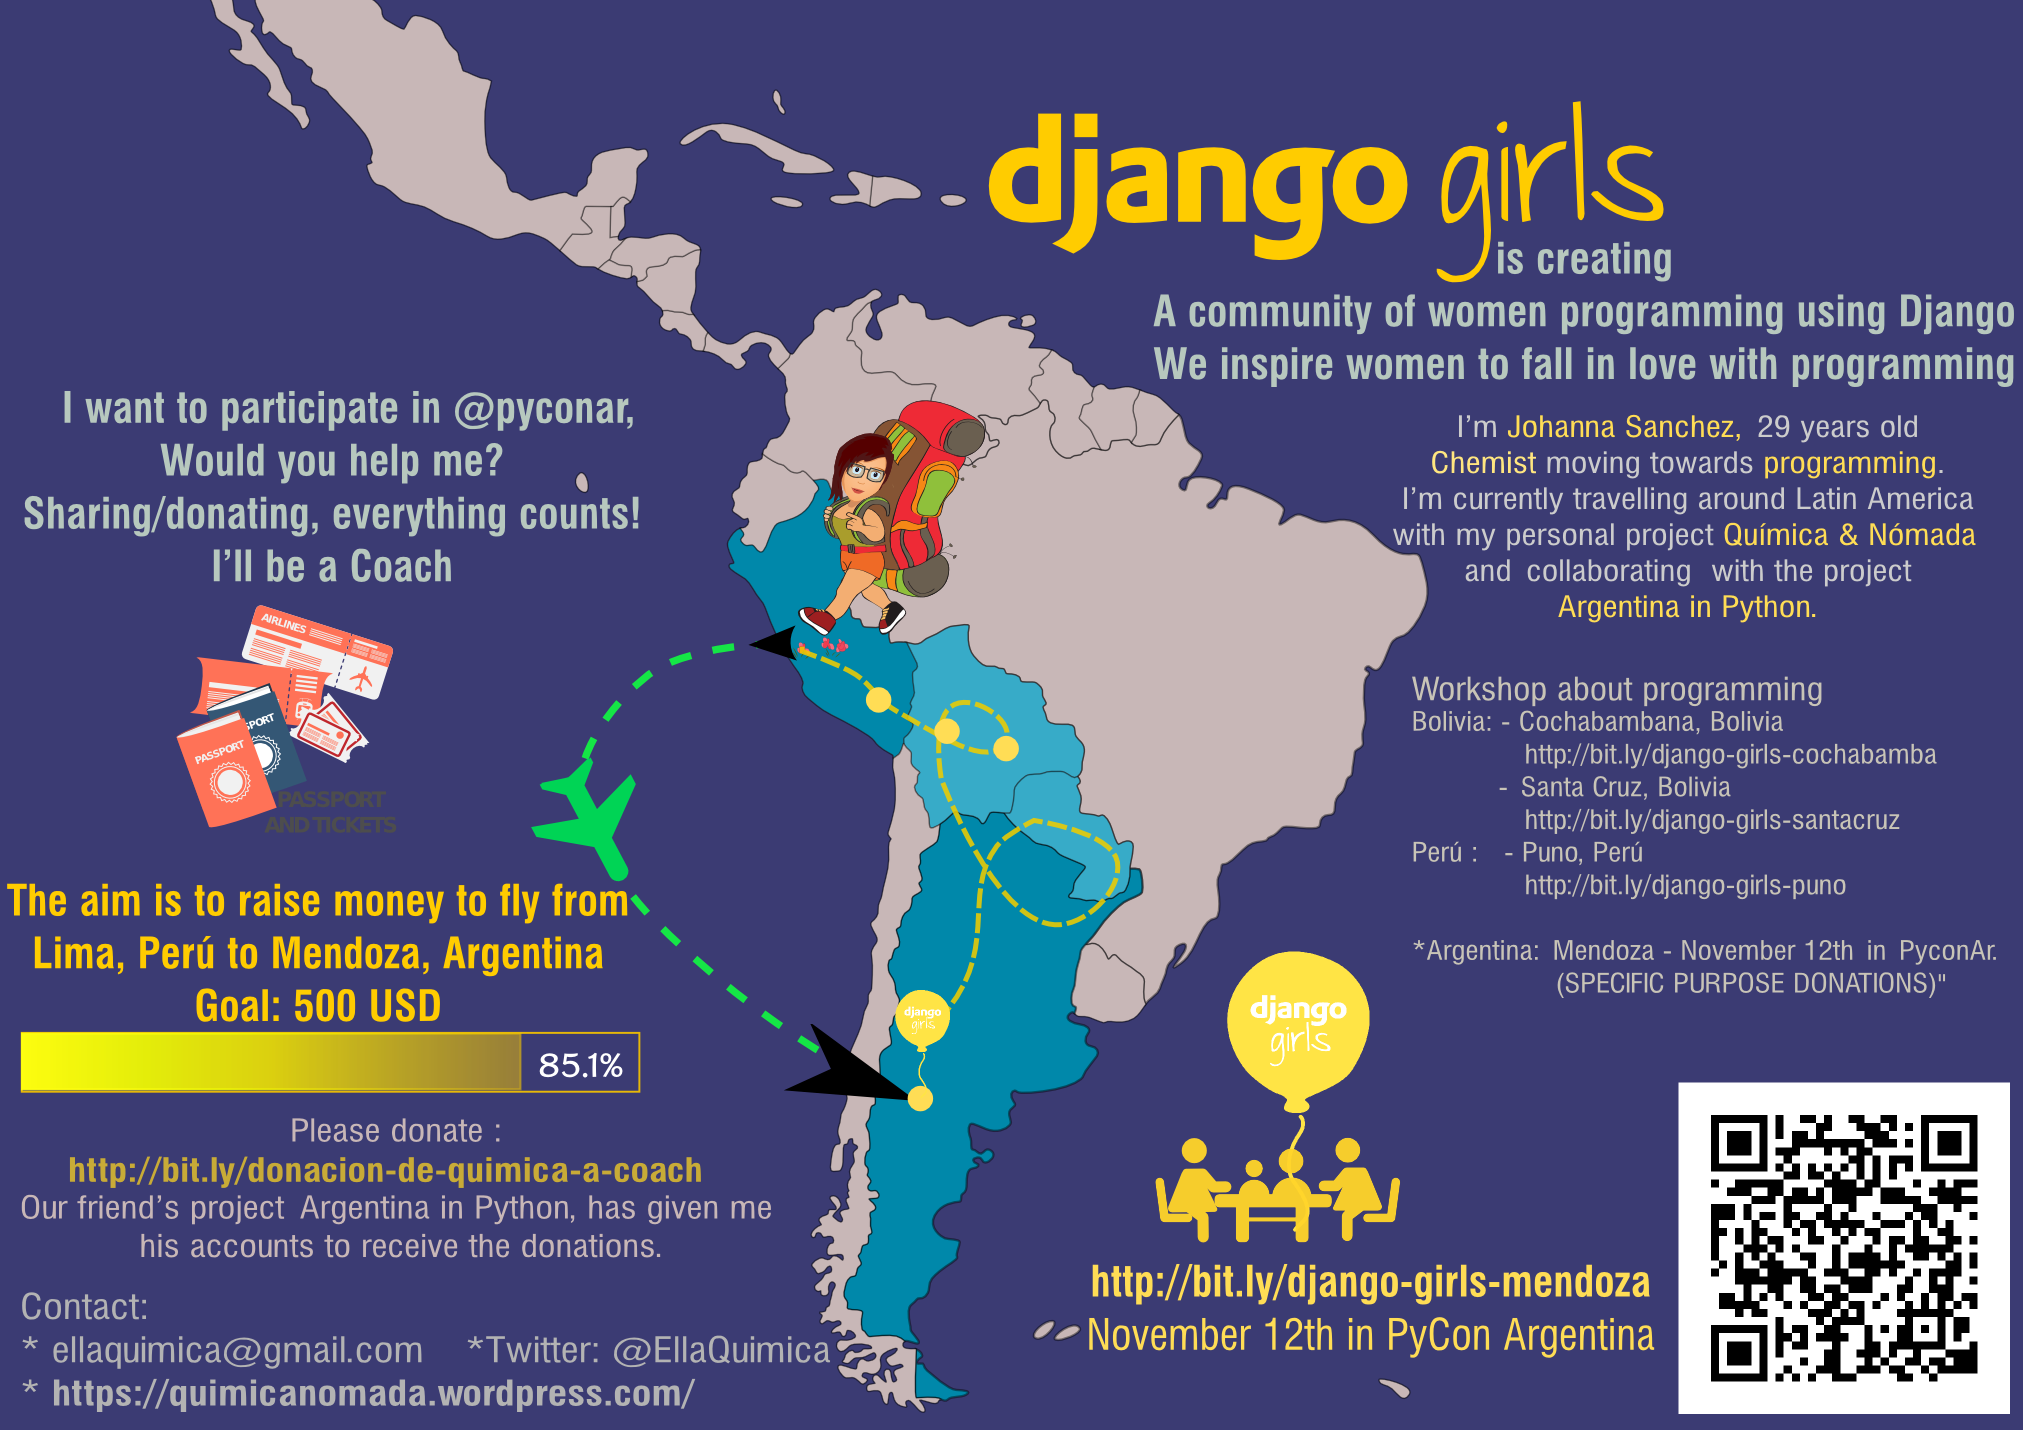 django girls
is creating
A community of women programming using Django
We inspire women to fall in love with programming
I want to participate in @pyconar,
Would you help me?
Sharing/donating, everything counts!
I'll be a Coach
I'm Johanna Sanchez, 29 years old
Chemist moving towards programming.
I'm currently travelling around Latin America
with my personal project Química & Nómada
and collaborating with the project
Argentina in Python.
AIRLINES
PASSPORT
PASSPORT
PASSPORT
AND TICKETS
Workshop about programming
Bolivia: - Cochabambana, Bolivia
http://bit.ly/django-girls-cochabamba
- Santa Cruz, Bolivia
http://bit.ly/django-girls-santacruz
Perú : - Puno, Perú
http://bit.ly/django-girls-puno
*Argentina: Mendoza - November 12th in PyconAr.
(SPECIFIC PURPOSE DONATIONS)"
The aim is to raise money to fly from
Lima, Perú to Mendoza, Argentina
Goal: 500 USD
85.1%
django
girls
django
girls
Please donate :
http://bit.ly/donacion-de-quimica-a-coach
Our friend's project Argentina in Python, has given me
his accounts to receive the donations.
Contact:
* ellaquimica@gmail.com *Twitter: @EllaQuimica
* https://quimicanomada.wordpress.com/
http://bit.ly/django-girls-mendoza
November 12th in PyCon Argentina